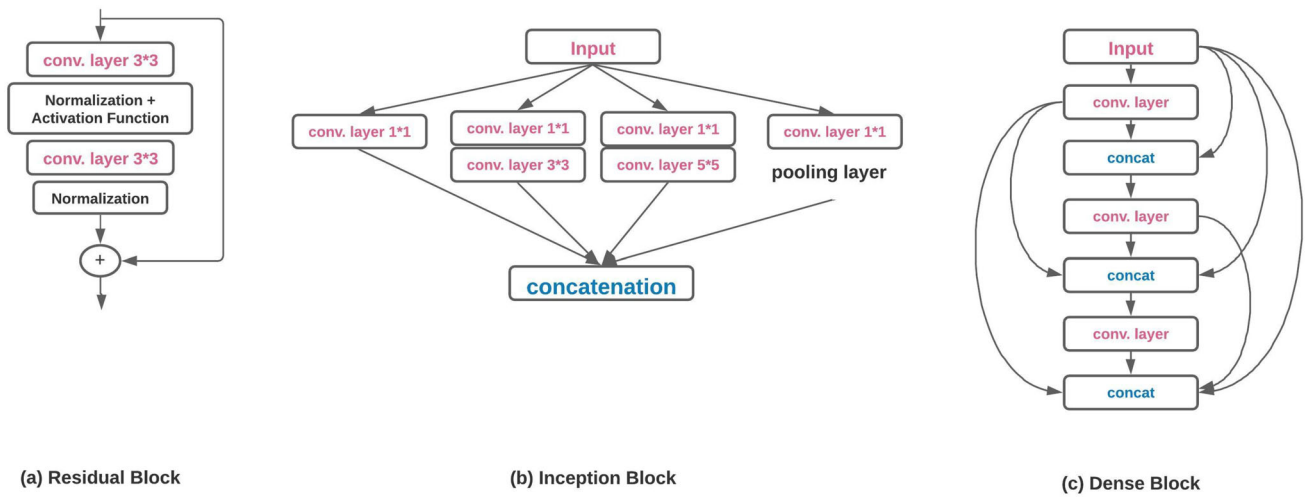 conv. layer 3*3
Normalization +
Activation Function
conv. layer 3*3
Normalization
+
(a) Residual Block
Input
conv. layer 1*1
conv. layer 1*1
conv. layer 3*3
conv. layer 1*1
conv. layer 5*5
conv. layer 1*1
pooling layer
concatenation
(b) Inception Block
Input
conv. layer
concat
conv. layer
concat
conv. layer
concat
(c) Dense Block